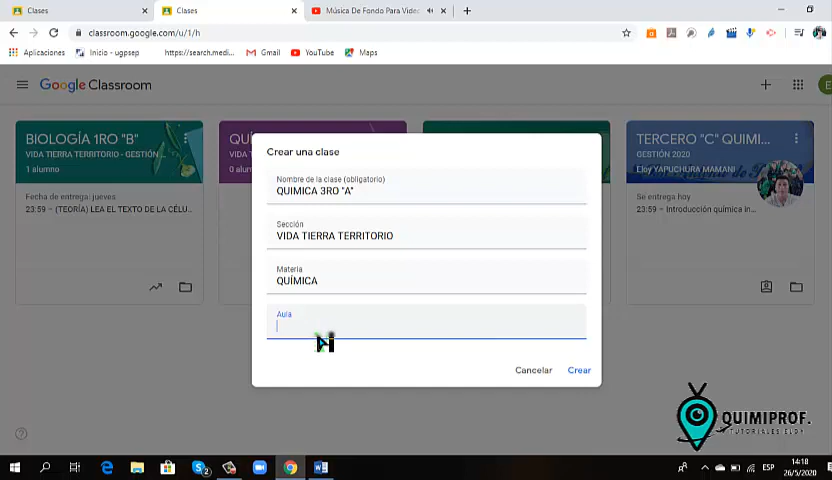 Clases
Clases
Música De Fondo Para Video
classroom.google.com/u/1/h
Aplicaciones
Inicio - ugpsep
https://search.medi...
Gmail
YouTube
Maps
Google Classroom
E
BIOLOGÍA 1RO "B"
VIDA TIERRA TERRITORIO - GESTIÓN ...
1 alumno
Fecha de entrega: jueves
23:59 – (TEORÍA) LEA EL TEXTO DE LA CÉLU...
VIDA T
0 alum
TERCERO "C" QUIMI...
GESTIÓN 2020
Eloy YAPUCHURA MAMANI
Se entrega hoy
23:59 – Introducción química in...
Crear una clase
Nombre de la clase (obligatorio)
QUIMICA 3RO "A"
Sección
VIDA TIERRA TERRITORIO
Materia
QUÍMICA
Aula
Cancelar
Crear
QUIMIPROF.
TUTORIALES ELOY
ESP
14:18
26/5/2020